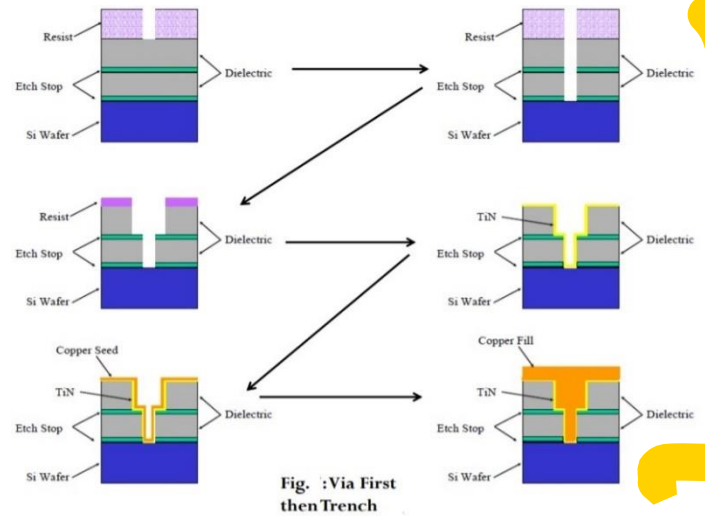 Resist
Dielectric
Etch Stop
Si Wafer
Resist
Dielectric
Etch Stop
Si Wafer
Resist
Dielectric
Etch Stop
Si Wafer
TiN
Dielectric
Etch Stop
Si Wafer
Copper Seed
TiN
Dielectric
Etch Stop
Si Wafer
Copper Fill
TiN
Dielectric
Etch Stop
Si Wafer
Fig. :Via First
then Trench